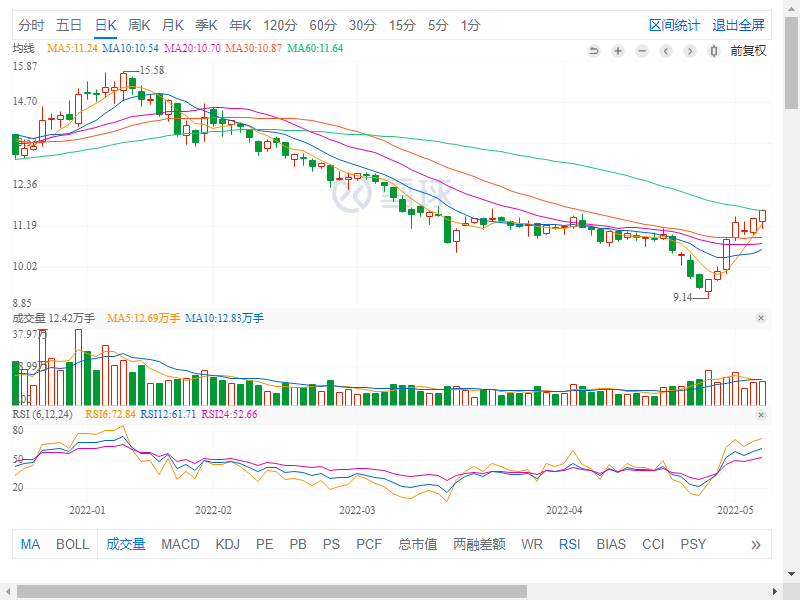 分时 五日 日K 周K 月K 季K 年K 120分 60分 30分 15分 5分 1分 区间统计 退出全屏
均线 MA5:11.24 MA10:10.54 MA20:10.70 MA30:10.87 MA60:11.64 前复权
15.87
15.58
14.70
12.36
雪球
11.19
10.02
9.14
8.85
成交量 12.42万手 MA5:12.69万手 MA10:12.83万手
37.97万
RSI (6,12,24) RSI6:72.84 RSI12:61.71 RSI24:52.66
80
50
20
2022-01 2022-02 2022-03 2022-04 2022-05
MA BOLL 成交量 MACD KDJ PE PB PS PCF 总市值 两融差额 WR RSI BIAS CCI PSY »